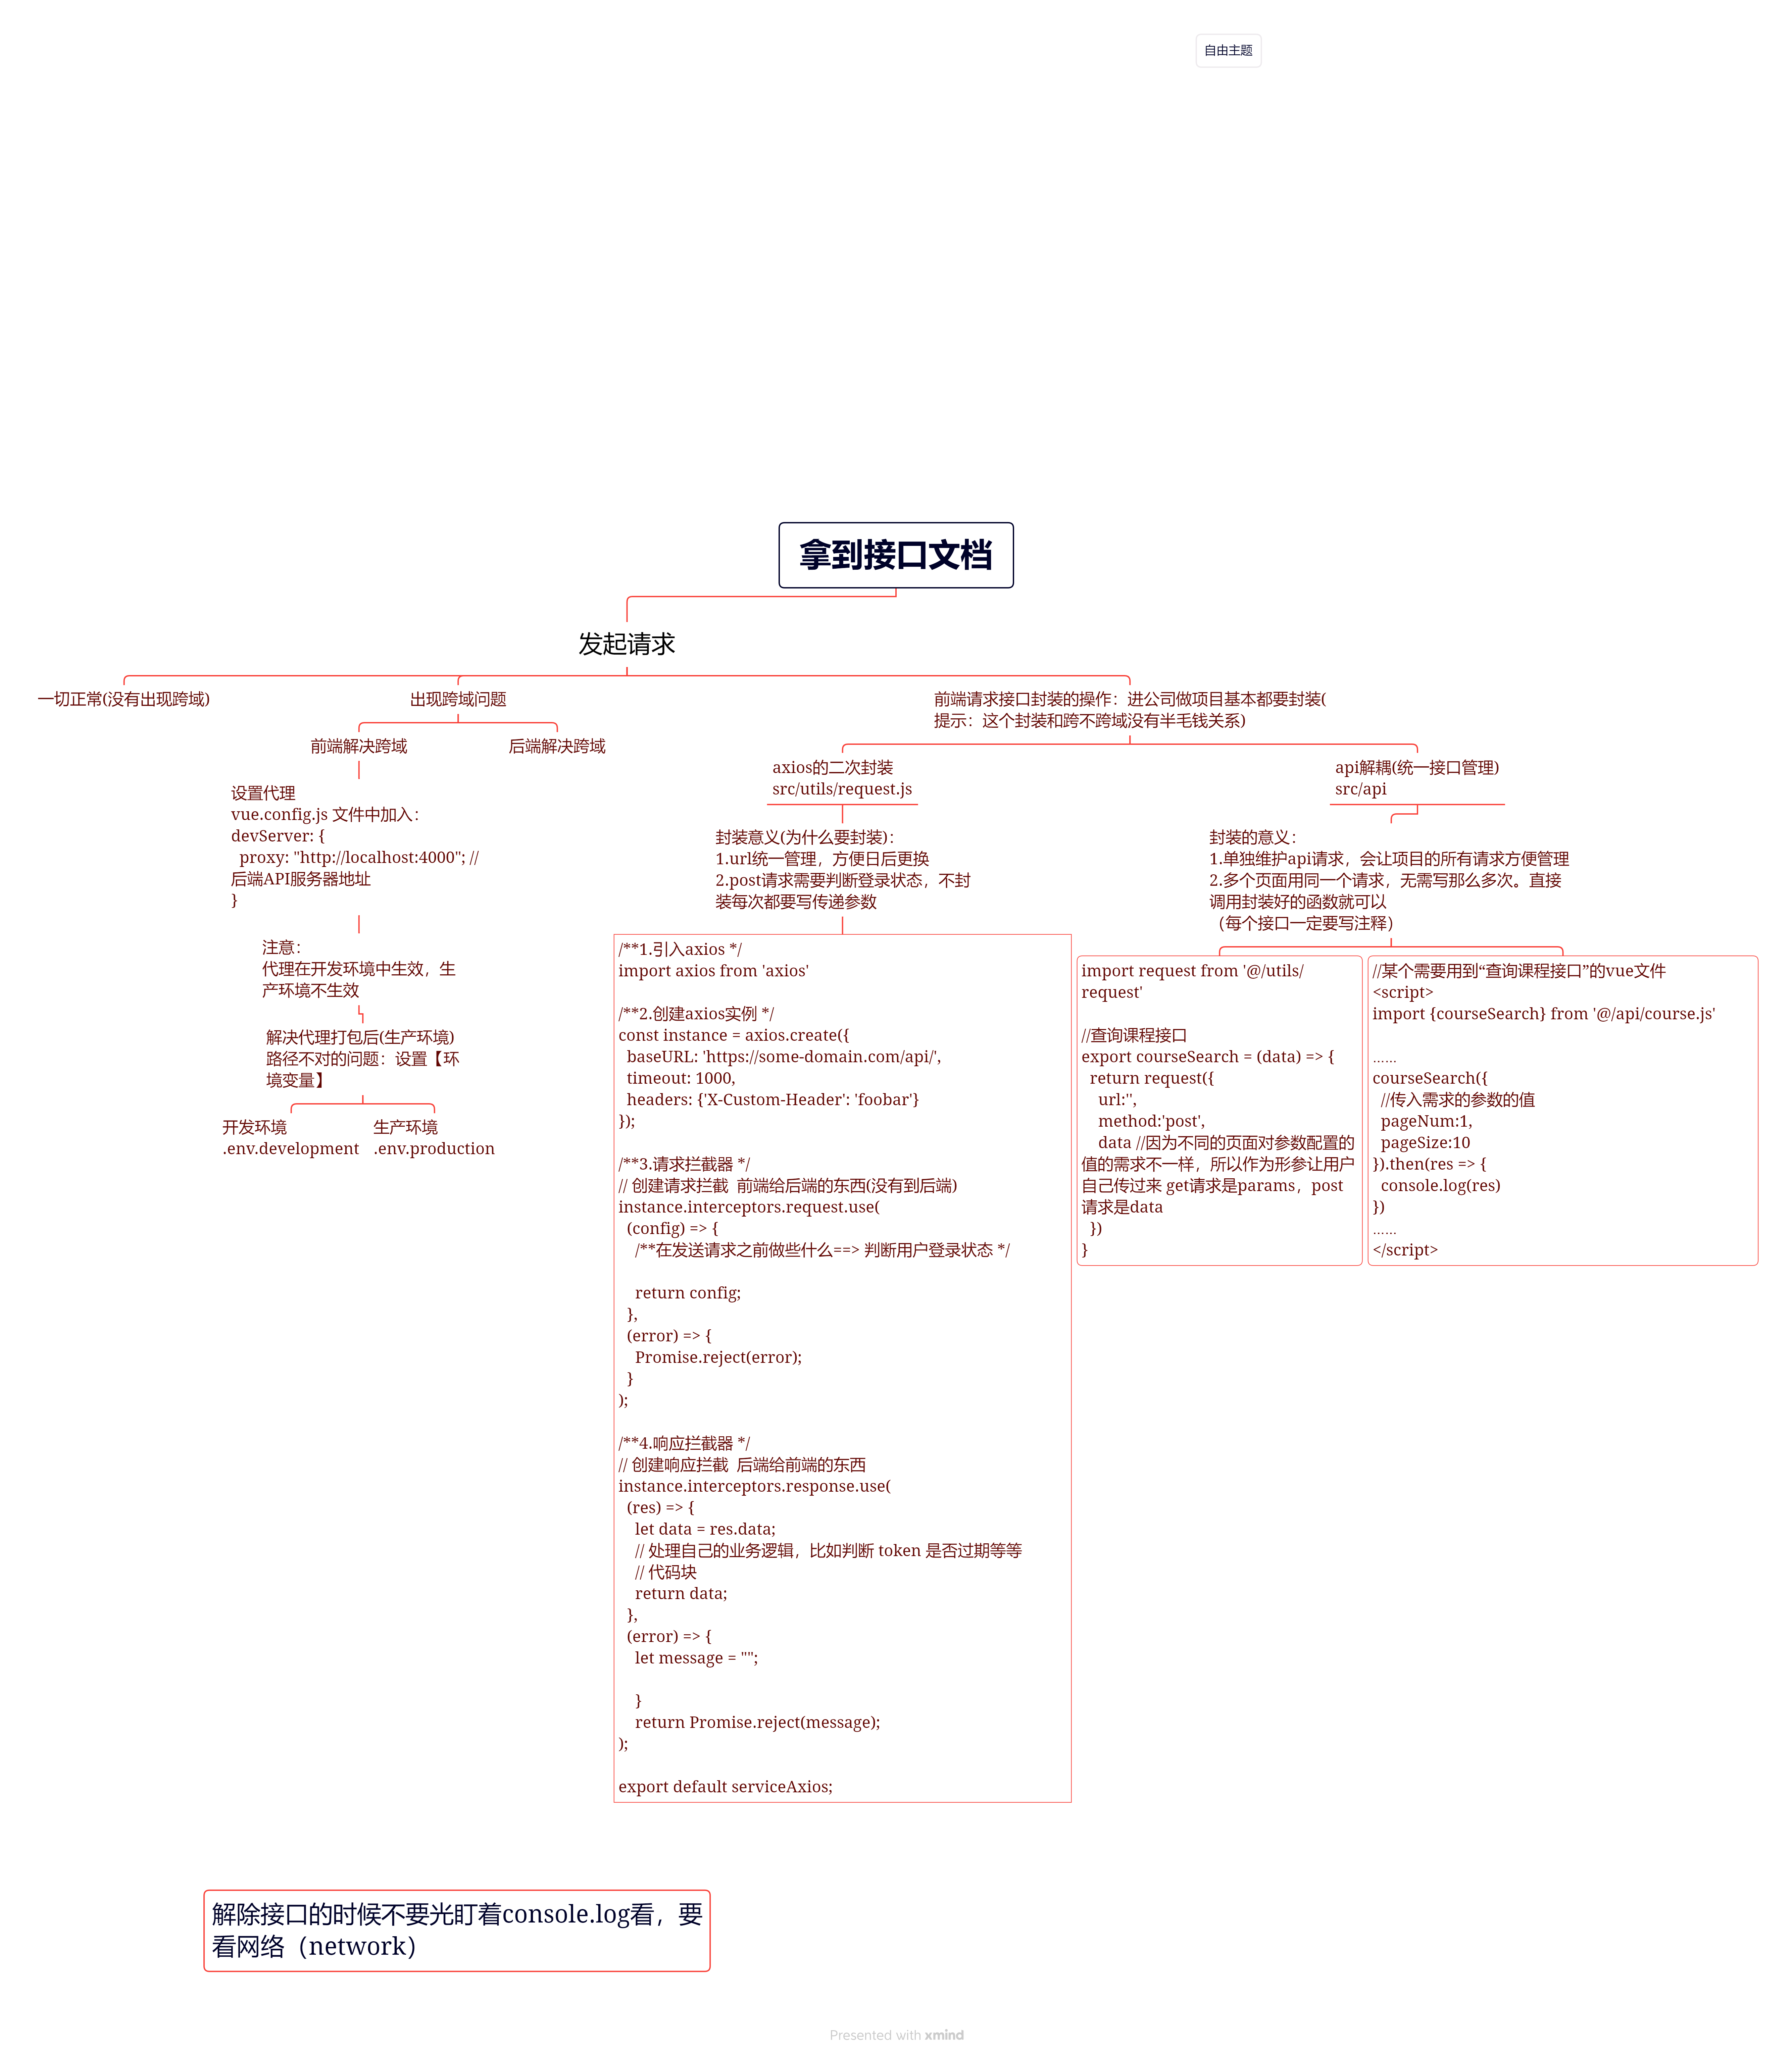 自由主题
拿到接口文档
发起请求
一切正常(没有出现跨域)
出现跨域问题
前端解决跨域
后端解决跨域
设置代理
vue.config.js 文件中加入：
devServer: {
  proxy: "http://localhost:4000"; //
后端API服务器地址
}
注意：
代理在开发环境中生效，生
产环境不生效
解决代理打包后(生产环境)
路径不对的问题：设置【环
境变量】
开发环境
.env.development
生产环境
.env.production
前端请求接口封装的操作：进公司做项目基本都要封装(
提示：这个封装和跨不跨域没有半毛钱关系)
axios的二次封装
src/utils/request.js
封装意义(为什么要封装)：
1.url统一管理，方便日后更换
2.post请求需要判断登录状态，不封
装每次都要写传递参数
/**1.引入axios */
import axios from 'axios'
/**2.创建axios实例 */
const instance = axios.create({
  baseURL: 'https://some-domain.com/api/',
  timeout: 1000,
  headers: {'X-Custom-Header': 'foobar'}
});
/**3.请求拦截器 */
// 创建请求拦截  前端给后端的东西(没有到后端)
instance.interceptors.request.use(
  (config) => {
    /**在发送请求之前做些什么==> 判断用户登录状态 */
    return config;
  },
  (error) => {
    Promise.reject(error);
  }
);
/**4.响应拦截器 */
// 创建响应拦截  后端给前端的东西
instance.interceptors.response.use(
  (res) => {
    let data = res.data;
    // 处理自己的业务逻辑，比如判断 token 是否过期等等
    // 代码块
    return data;
  },
  (error) => {
    let message = "";
    }
    return Promise.reject(message);
);
export default serviceAxios;
api解耦(统一接口管理)
src/api
封装的意义：
1.单独维护api请求，会让项目的所有请求方便管理
2.多个页面用同一个请求，无需写那么多次。直接
调用封装好的函数就可以
（每个接口一定要写注释）
import request from '@/utils/
request'
//查询课程接口
export courseSearch = (data) => {
  return request({
    url:'',
    method:'post',
    data //因为不同的页面对参数配置的
值的需求不一样，所以作为形参让用户
自己传过来 get请求是params，post
请求是data
  })
}
//某个需要用到“查询课程接口”的vue文件
<script>
import {courseSearch} from '@/api/course.js'
......
courseSearch({
  //传入需求的参数的值
  pageNum:1,
  pageSize:10
}).then(res => {
  console.log(res)
})
......
</script>
解除接口的时候不要光盯着console.log看，要
看网络（network）
Presented with xmind